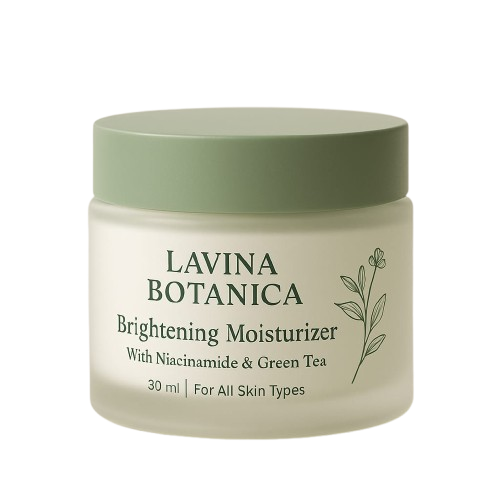 LAVINA
BOTANICA
Brightening Moisturizer
With Niacinamide & Green Tea
30 ml | For All Skin Types